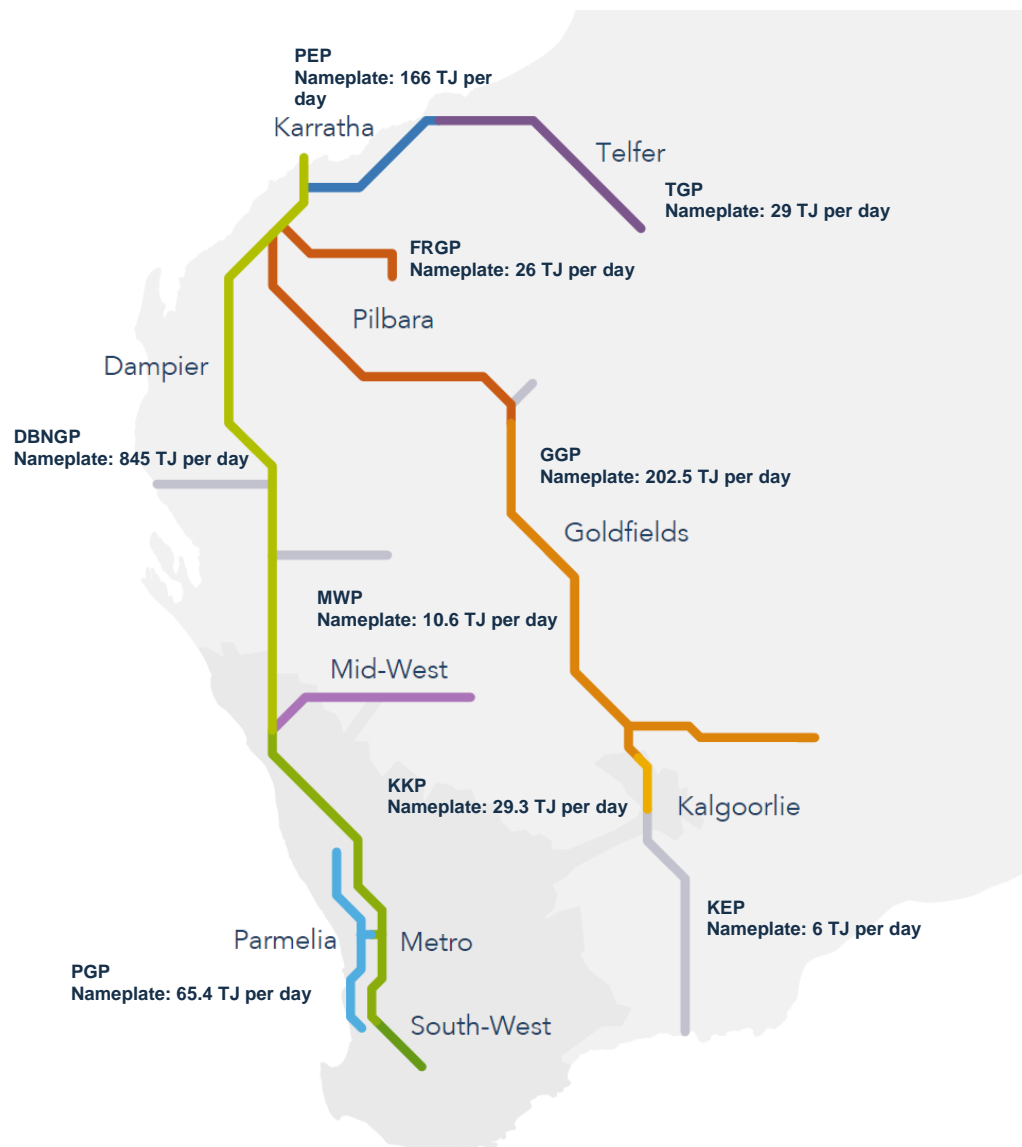 PEP
Nameplate: 166 TJ per
day
Karratha
Telfer
TGP
Nameplate: 29 TJ per day
FRGP
Nameplate: 26 TJ per day
Pilbara
Dampier
DBNGP
Nameplate: 845 TJ per day
GGP
Nameplate: 202.5 TJ per day
Goldfields
MWP
Nameplate: 10.6 TJ per day
Mid-West
KKP
Nameplate: 29.3 TJ per day
Kalgoorlie
KEP
Nameplate: 6 TJ per day
Parmelia
Metro
PGP
Nameplate: 65.4 TJ per day
South-West